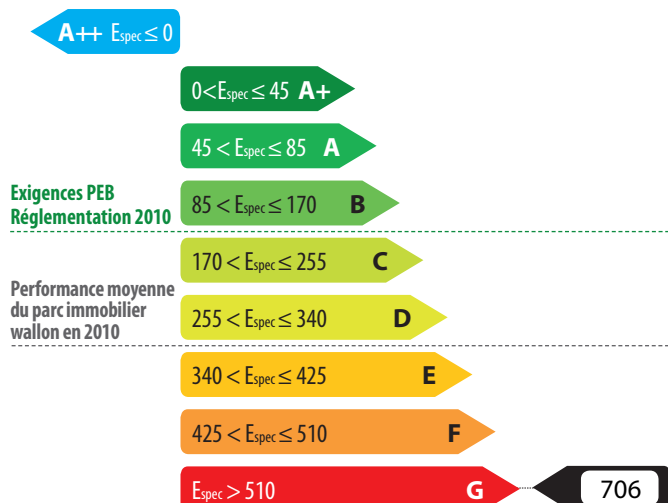 A++ Espec ≤ 0
0<Espec ≤ 45 A+
45 < Espec ≤ 85 A
Exigences PEB
Réglementation 2010
85 < Espec ≤ 170 B
170 < Espec ≤ 255 C
Performance moyenne
du parc immobilier
wallon en 2010
255 < Espec ≤ 340 D
340 < Espec ≤ 425 E
425 < Espec ≤ 510 F
Espec > 510 G 706